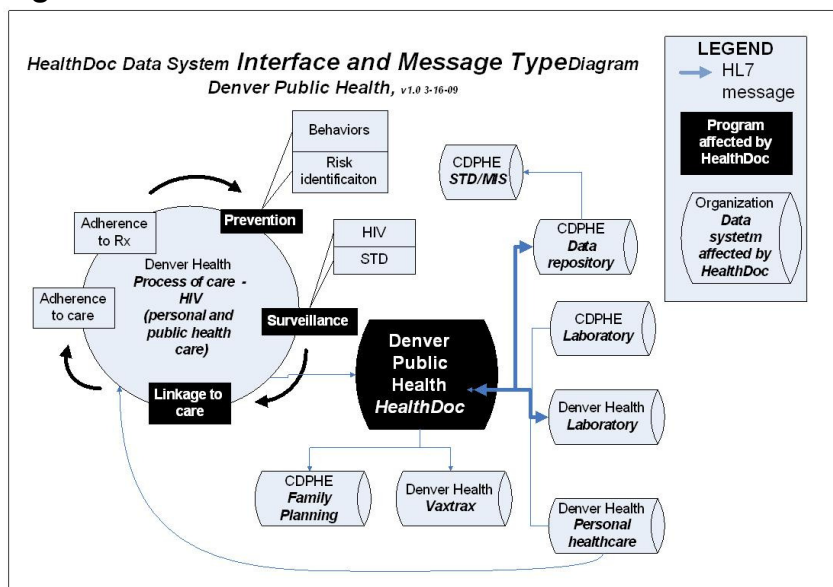 HealthDoc Data System Interface and Message TypeDiagram
Denver Public Health, v1.0 3-16-09
LEGEND
HL7
message
Program
affected by
HealthDoc
Organization
Data
systetm
affected by
HealthDoc
Behaviors
Risk
identificaiton
Prevention
HIV
STD
Surveillance
Adherence
to Rx
Adherence
to care
Denver Health
Process of care -
HIV
(personal and
public health
care)
Linkage to
care
Denver
Public
Health
HealthDoc
CDPHE
STD/MIS
CDPHE
Data
repository
CDPHE
Laboratory
Denver Health
Laboratory
Denver Health
Personal
healthcare
CDPHE
Family
Planning
Denver Health
Vaxtrax